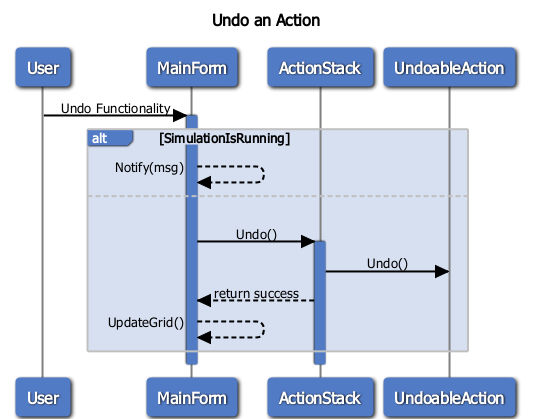 Undo an Action
User
MainForm
ActionStack
UndoableAction
Undo Functionality
alt
[SimulationIsRunning]
Notify(msg)
Undo()
Undo()
return success
UpdateGrid()
User
MainForm
ActionStack
UndoableAction